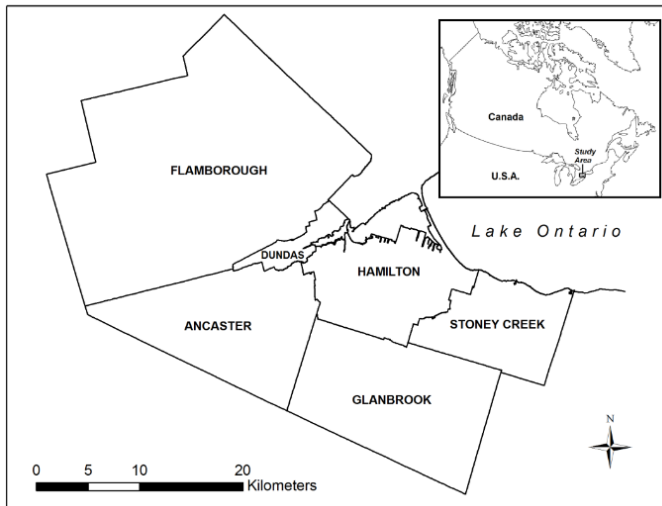 Canada
Study
Area
U.S.A.
FLAMBOROUGH
Lake Ontario
DUNDAS
HAMILTON
ANCASTER
STONEY CREEK
GLANBROOK
N
0 5 10 20
Kilometers